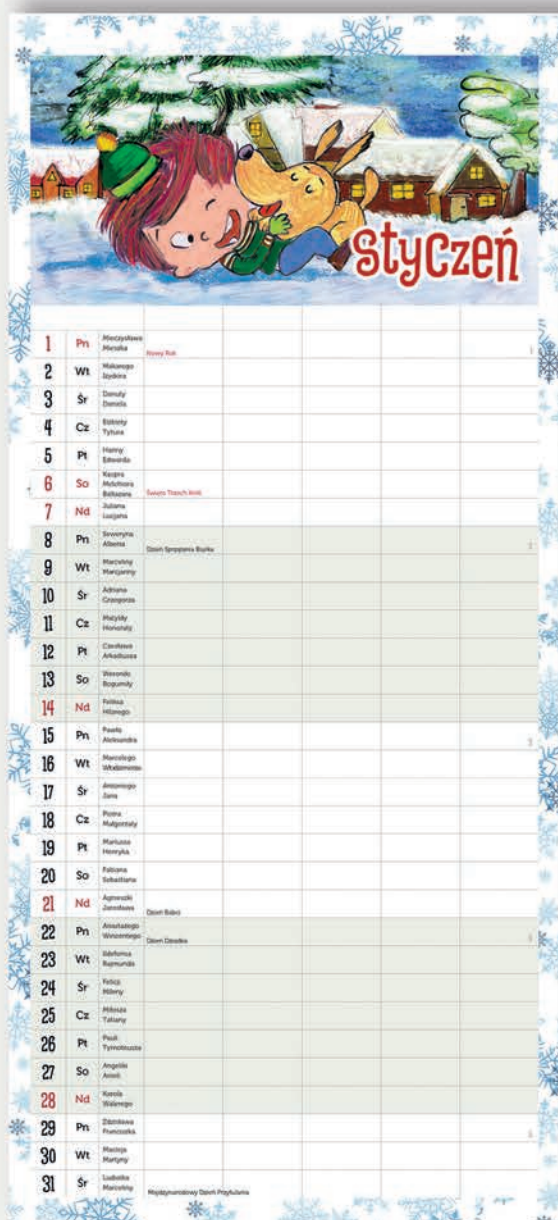 styczeń
1 Pn Mieczysława
Mieszka
Nowy Rok
2 Wt Makarego
Izydora
3 Śr Danuty
Daniela
4 Cz Elżbiety
Tytusa
5 Pt Hanny
Edwarda
6 So Kacpra
Melchiora
Baltazara
Święto Trzech Króli
7 Nd Juliana
Lucjana
8 Pn Seweryna
Alberta
Dzień Sprzątania Biurka
9 Wt Marceliny
Marcjanny
10 Śr Adriana
Grzegorza
11 Cz Matyldy
Honoraty
12 Pt Czesława
Arkadiusza
13 So Weroniki
Bogumiły
14 Nd Feliksa
Hilarego
15 Pn Pawła
Aleksandra
16 Wt Marcelego
Włodzimierza
17 Śr Antoniego
Jana
18 Cz Piotra
Małgorzaty
19 Pt Mariusza
Henryka
20 So Fabiana
Sebastiana
21 Nd Agnieszki
Jarosława
Dzień Babci
22 Pn Anastazego
Wincentego
Dzień Dziadka
23 Wt Ildefonsa
Rajmunda
24 Śr Felicji
Mileny
25 Cz Miłosza
Tatiany
26 Pt Pauli
Tymoteusza
27 So Angeliki
Anieli
28 Nd Karola
Walerego
29 Pn Zdzisława
Franciszka
30 Wt Macieja
Martyny
31 Śr Ludwika
Marceliny
Międzynarodowy Dzień Przytulania